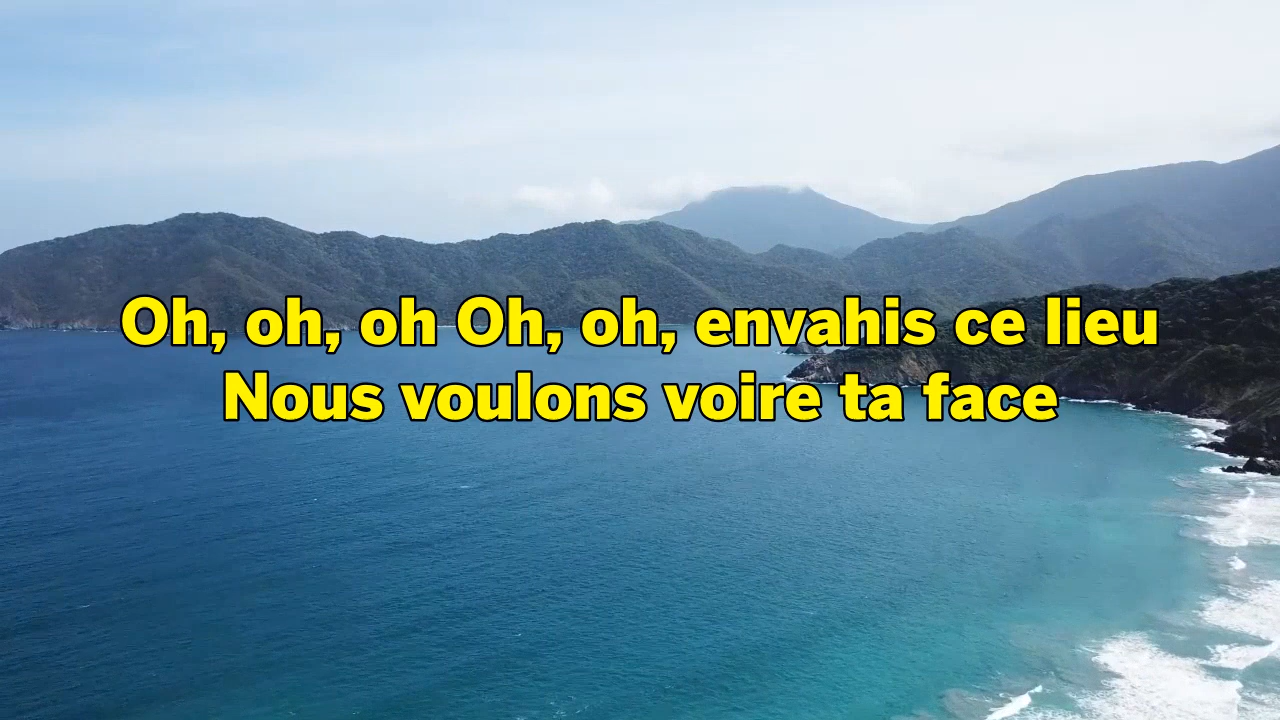 Oh, oh, oh Oh, oh, envahis ce lieu
Nous voulons voire ta face